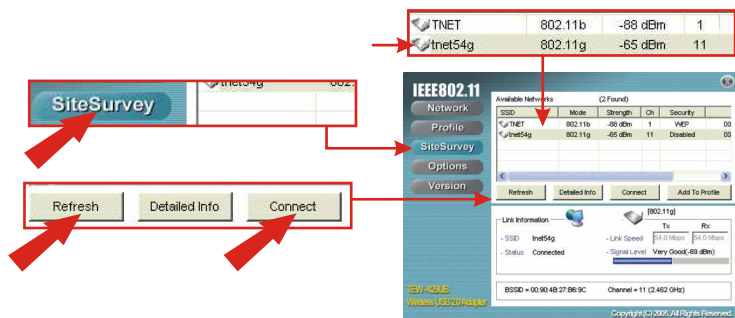 TNET 802.11b -88 dBm 1
tnet54g 802.11g -65 dBm 11
SiteSurvey
Refresh Detailed Info Connect
IEEE802.11
Network
Profile
SiteSurvey
Options
Version
Available Networks (2 Found)
SSID Mode Strength Ch Security
TNET 802.11b -88 dBm 1 WEP 00
tnet54g 802.11g -65 dBm 11 Disabled 00
Refresh Detailed Info Connect Add To Profile
Link Information
[802.11g]
Tx Rx
- SSID tnet54g - Link Speed 54.0 Mbps 54.0 Mbps
- Status Connected - Signal Level Very Good(-69 dBm)
BSSID = 00:90:4B:27:B6:9C Channel = 11 (2.462 GHz)
TEW-429UB
Wireless USB 2.0 Adapter
Copyright (C) 2005, All Rights Reserved.